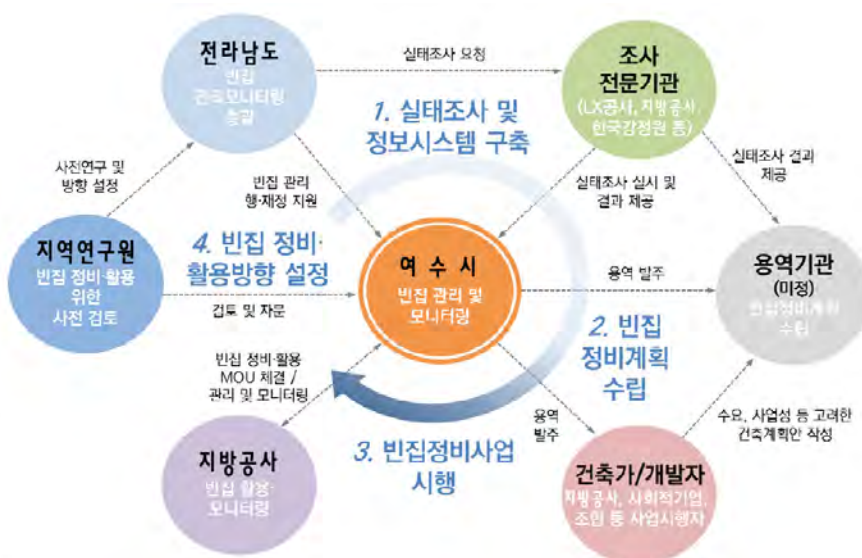 전라남도
빈집
관리모니터링
총괄
실태조사 요청
조사
전문기관
(LX공사, 지방공사,
한국감정원 등)
1. 실태조사 및
정보시스템 구축
사전연구 및
방향 설정
빈집 관리
행·재정 지원
실태조사 실시 및
결과 제공
실태조사 결과
제공
지역연구원
빈집 정비·활용
위한
사전 검토
4. 빈집 정비·
활용방향 설정
검토 및 자문
여 수 시
빈집 관리 및
모니터링
용역 발주
용역기관
(미정)
빈집정비계획
수립
2. 빈집
정비계획
수립
빈집 정비·활용
MOU 체결 /
관리 및 모니터링
용역
발주
수요, 사업성 등 고려한
건축계획안 작성
3. 빈집정비사업
시행
지방공사
빈집 활용·
모니터링
건축가/개발자
지방공사, 사회적기업,
조합 등 사업시행자